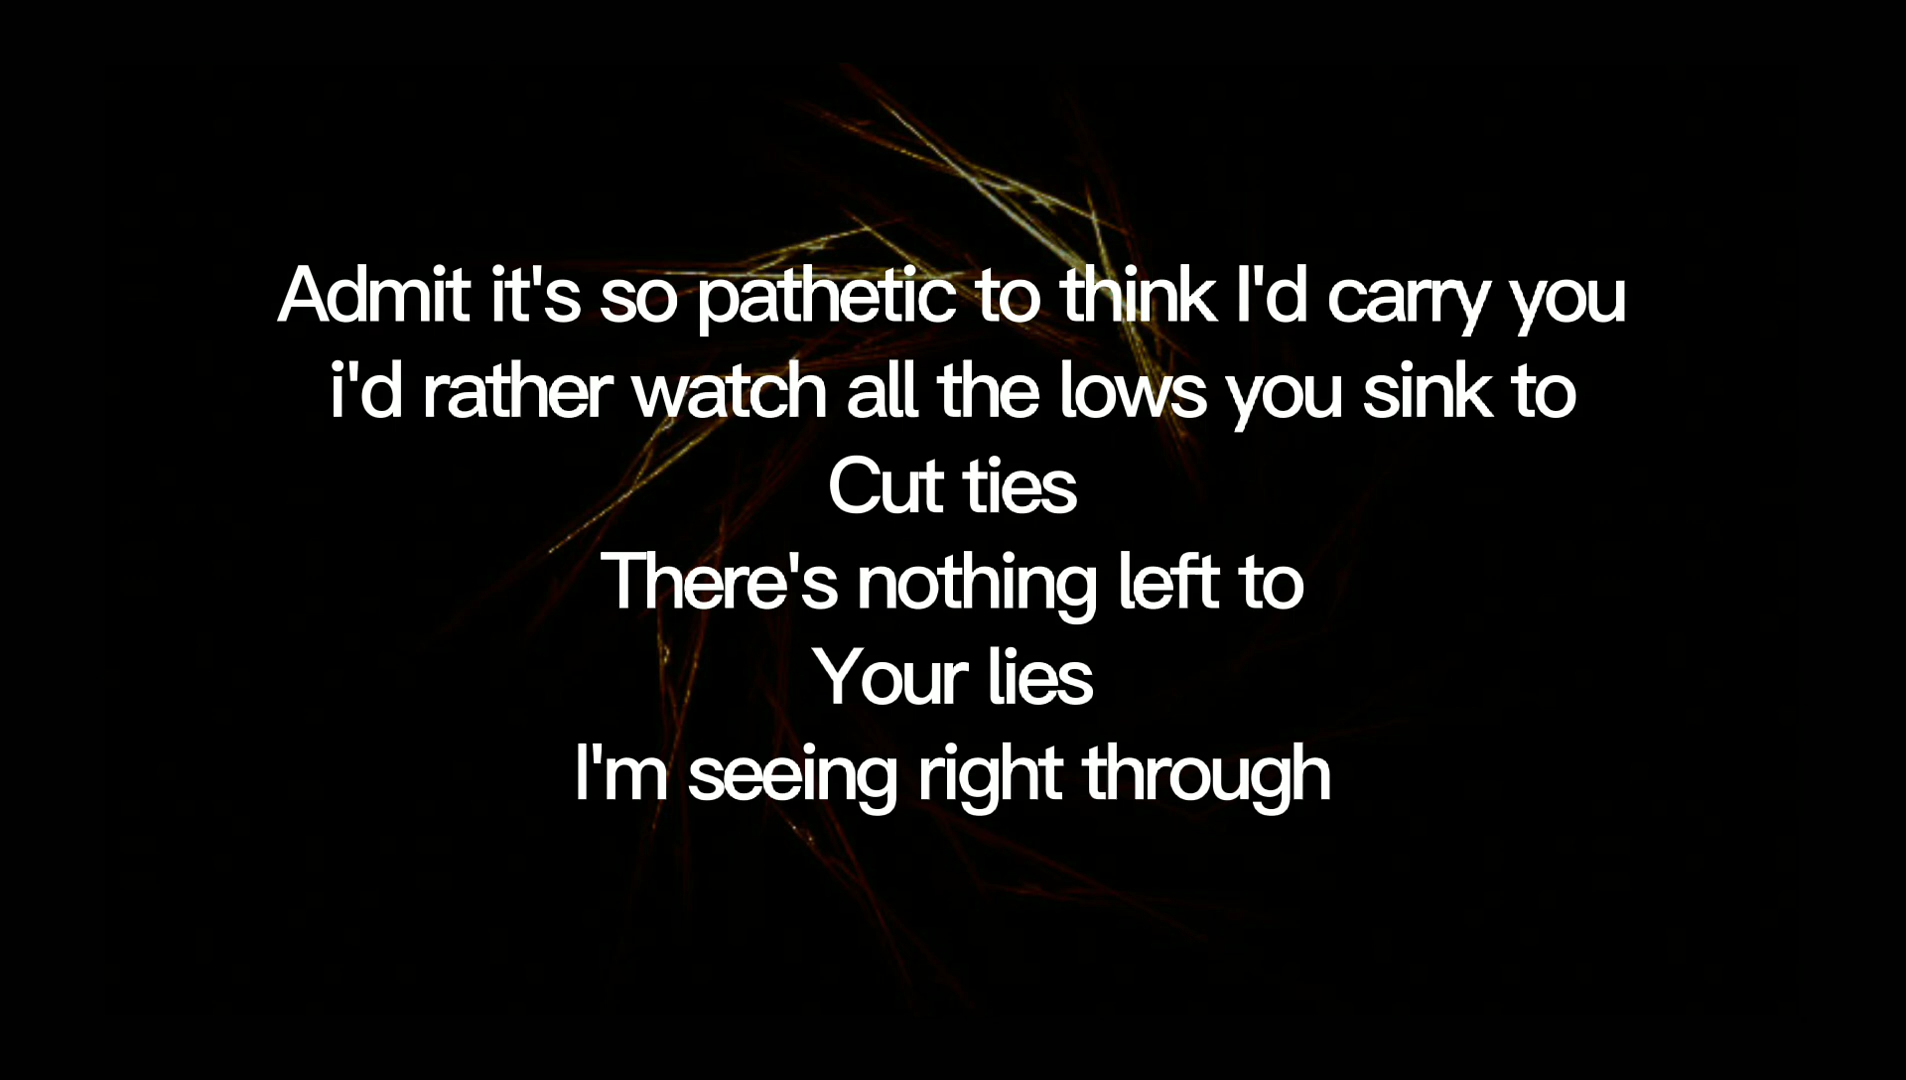 Admit it's so pathetic to think I'd carry you
i'd rather watch all the lows you sink to
Cut ties
There's nothing left to
Your lies
I'm seeing right through